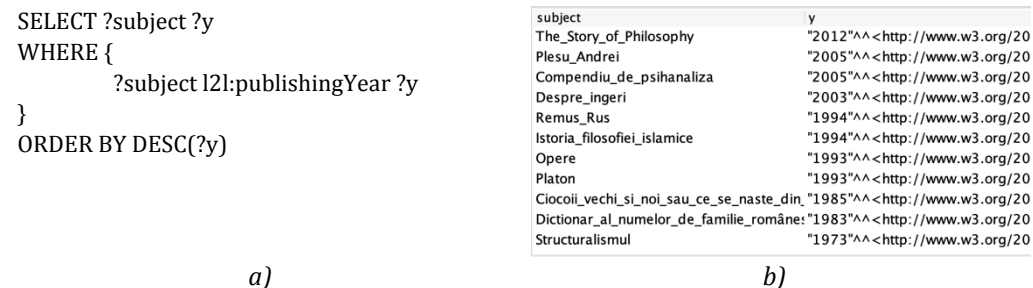 SELECT ?subject ?y
WHERE {
?subject l2l:publishingYear ?y
}
ORDER BY DESC(?y)
a)
subject y
The_Story_of_Philosophy "2012"^^<http://www.w3.org/20
Plesu_Andrei "2005"^^<http://www.w3.org/20
Compendiu_de_psihanaliza "2005"^^<http://www.w3.org/20
Despre_ingeri "2003"^^<http://www.w3.org/20
Remus_Rus "1994"^^<http://www.w3.org/20
Istoria_filosofiei_islamice "1994"^^<http://www.w3.org/20
Opere "1993"^^<http://www.w3.org/20
Platon "1993"^^<http://www.w3.org/20
Ciocoii_vechi_si_noi_sau_ce_se_naste_din_ "1985"^^<http://www.w3.org/20
Dictionar_al_numelor_de_familie_românes "1983"^^<http://www.w3.org/20
Structuralismul "1973"^^<http://www.w3.org/20
b)